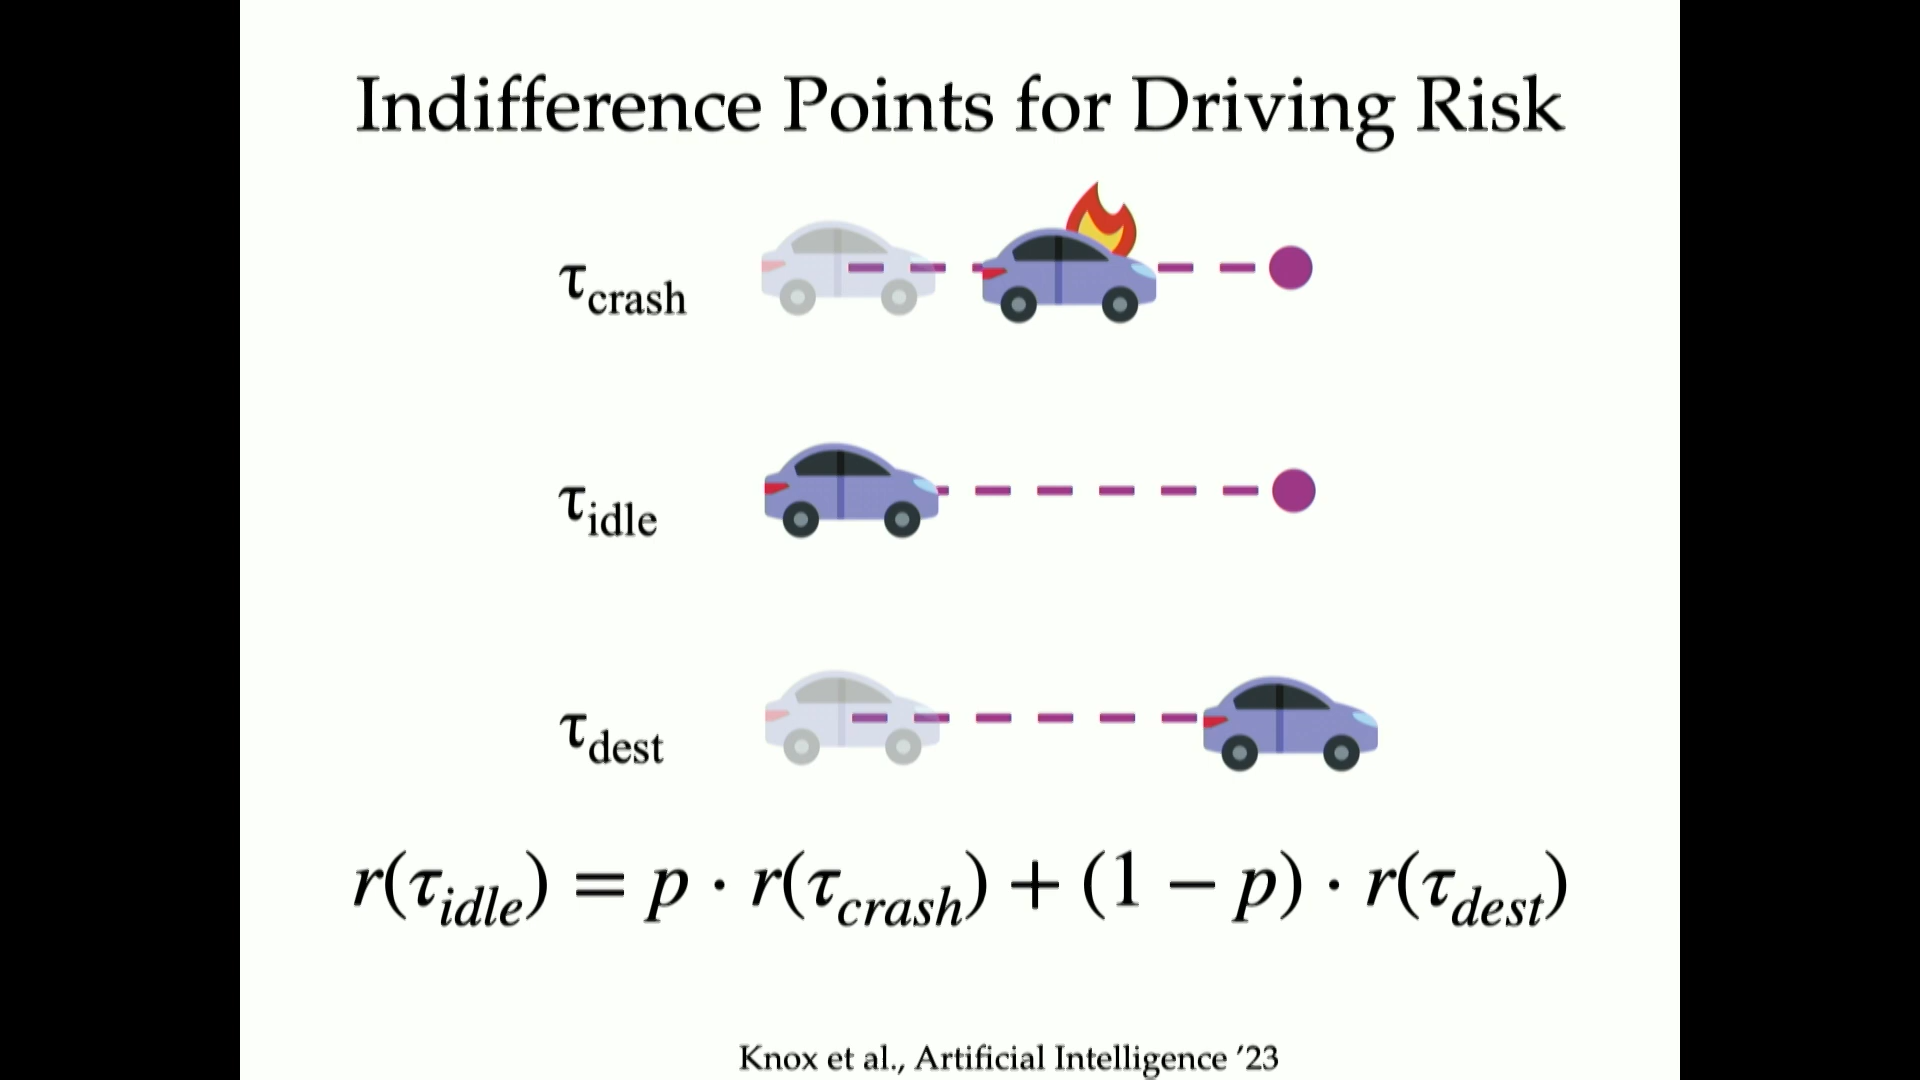 Indifference Points for Driving Risk
τcrash
τidle
τdest
r(τidle) = p · r(τcrash) + (1 − p) · r(τdest)
Knox et al., Artificial Intelligence ′23